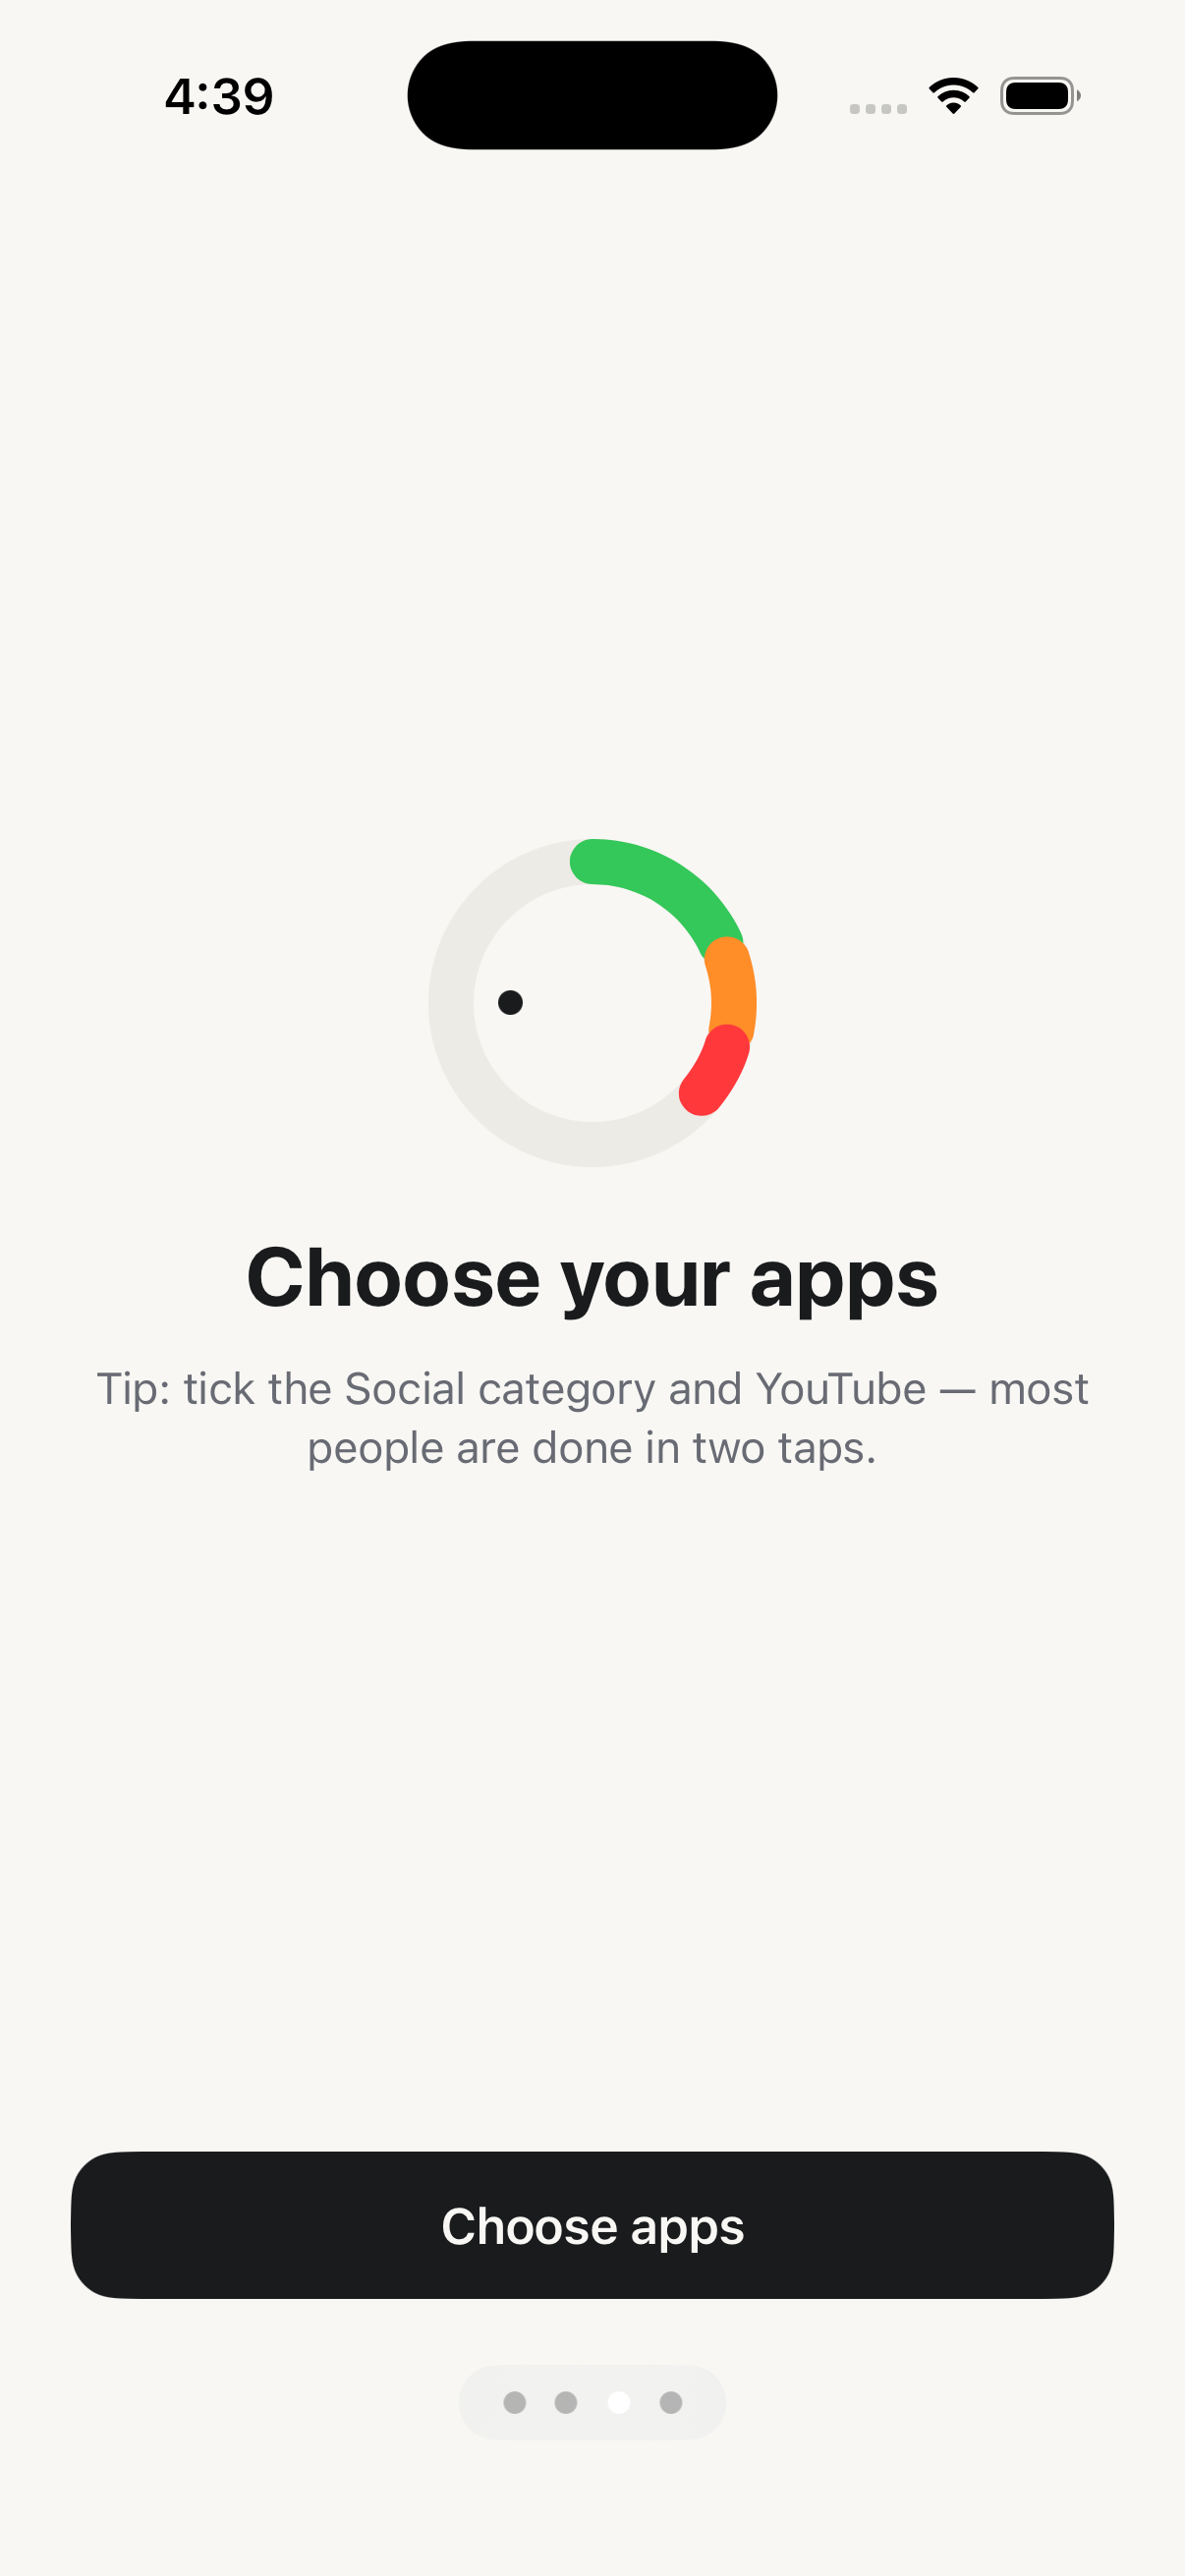 4:39
Choose your apps
Tip: tick the Social category and YouTube — most
people are done in two taps.
Choose apps